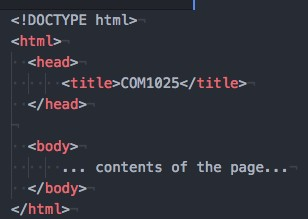 <!DOCTYPE html>
<html>
  <head>
      <title>COM1025</title>
  </head>

  <body>
      ... contents of the page...
  </body>
</html>